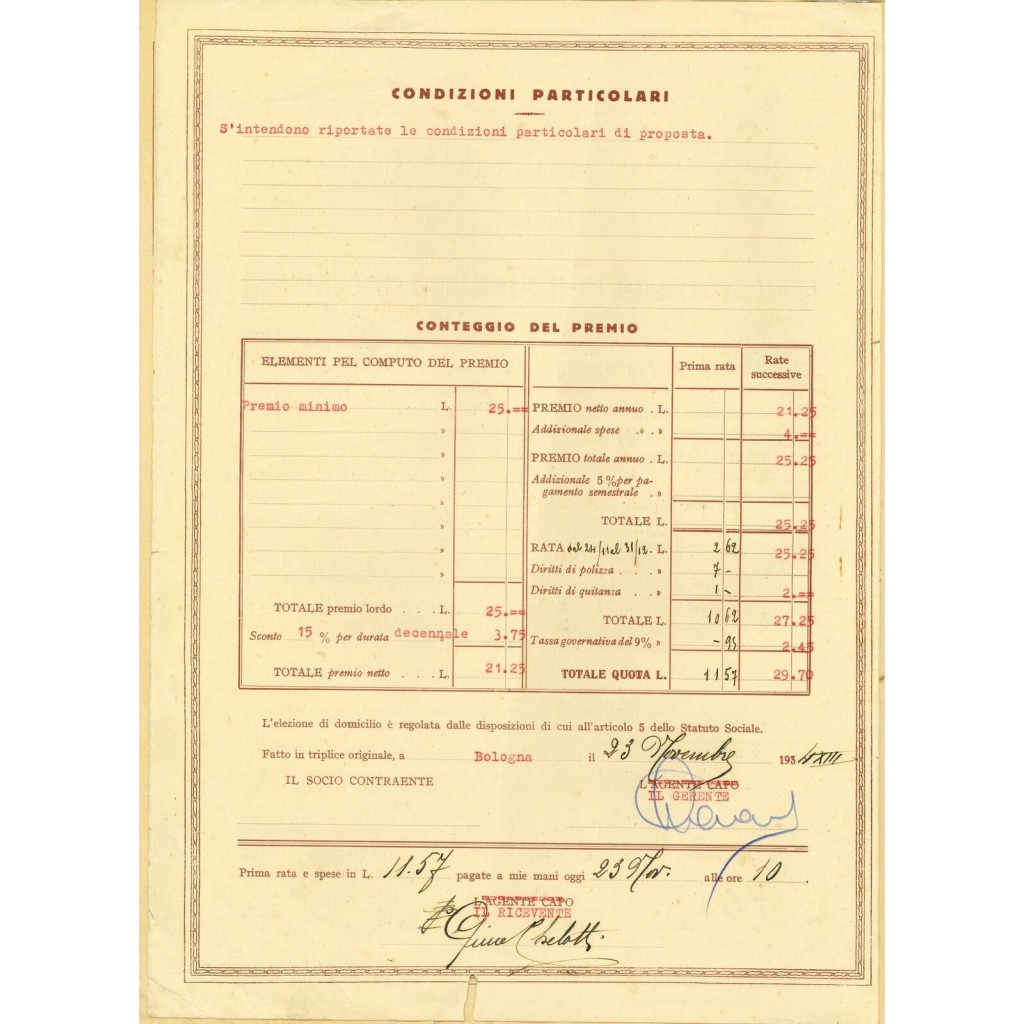 CONDIZIONI PARTICOLARI
S'intendono riportate le condizioni particolari di proposta.
CONTEGGIO DEL PREMIO
ELEMENTI PEL COMPUTO DEL PREMIO
Prima rata
Rate successive
Premio minimo L. 25.==
»
»
»
»
»
»
»
TOTALE premio lordo . . . L. 25.==
Sconto 15 % per durata decennale 3.75
TOTALE premio netto . . . L. 21.25
PREMIO netto annuo . L. 21.25
Addizionale spese . . » 4.==
PREMIO totale annuo . L. 25.25
Addizionale 5 % per pa-
gamento semestrale . »
TOTALE L. 25.25
RATA dal 24/11 al 31/12. L. 2 62 25.25
Diritti di polizza . . . » 7 -
Diritti di quitanza . . » 1 - 2.==
TOTALE L. 10 62 27.25
Tassa governativa del 9% » - 95 2.45
TOTALE QUOTA L. 11 57 29.70
L'elezione di domicilio è regolata dalle disposizioni di cui all'articolo 5 dello Statuto Sociale.
Fatto in triplice originale, a Bologna il 23 Novembre 1934 XIII
IL SOCIO CONTRAENTE
L'AGENTE CAPO
IL GERENTE
Prima rata e spese in L. 11.57 pagate a mie mani oggi 23 Nov. alle ore 10
L'AGENTE CAPO
IL RICEVENTE